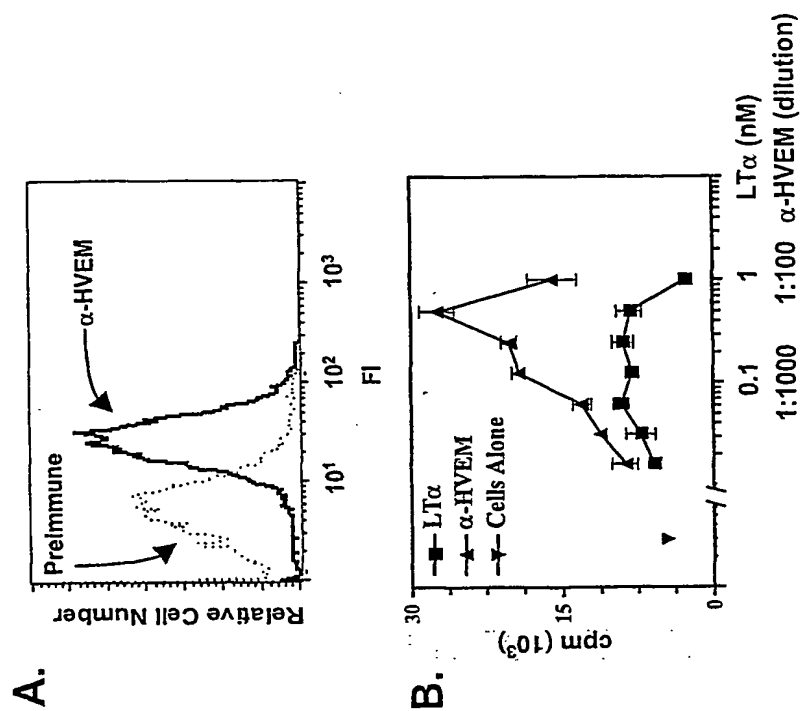 A.
Relative Cell Number
PreImmune
α-HVEM
10¹ 10² 10³
FI
B.
cpm (10³)
30
15
0
LTα
α-HVEM
Cells Alone
0.1 1 LTα (nM)
1:1000 1:100 α-HVEM (dilution)